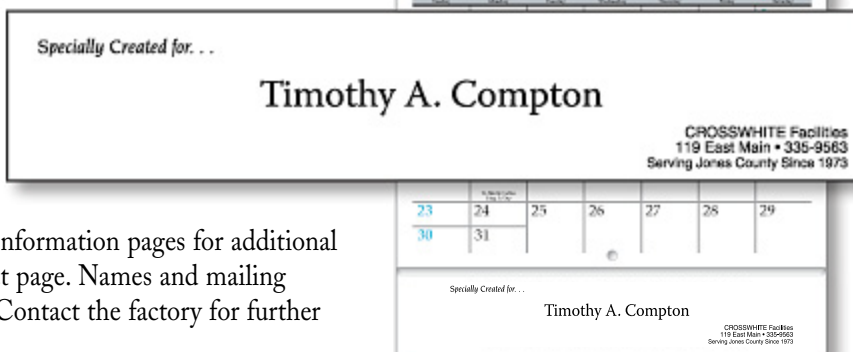 Specially Created for. . .
Timothy A. Compton
CROSSWHITE Facilities
119 East Main • 335-9563
Serving Jones County Since 1973
23 24 25 26 27 28 29
30 31
nformation pages for additional
t page. Names and mailing
Contact the factory for further
Specially Created for. . .
Timothy A. Compton
CROSSWHITE Facilities
119 East Main • 335-9563
Serving Jones County Since 1973